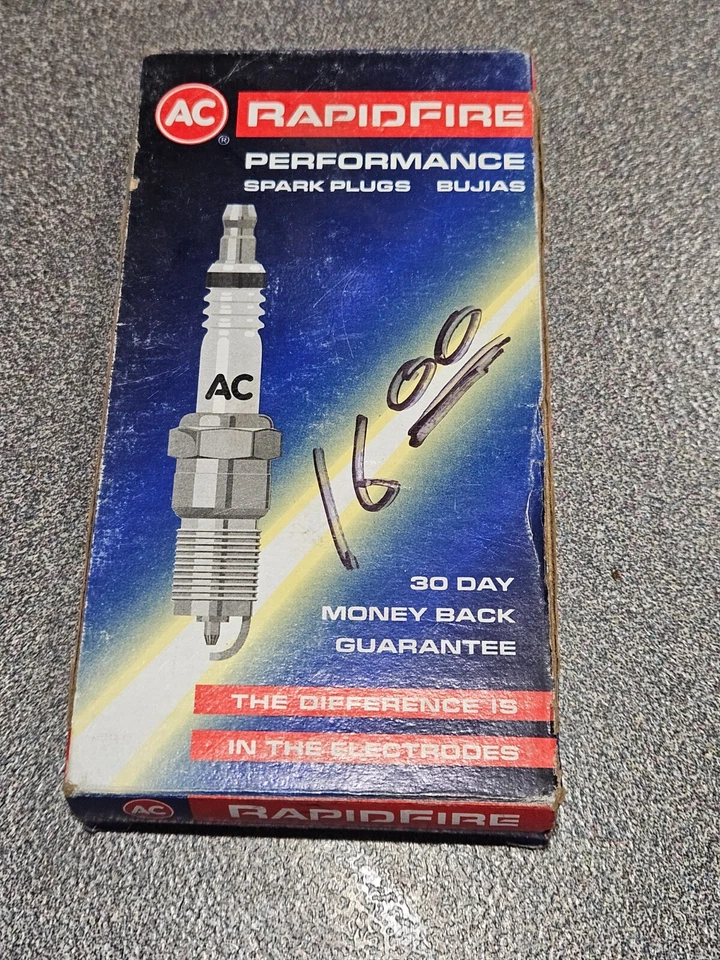 AC RAPIDFIRE
®
PERFORMANCE
SPARK PLUGS BUJIAS
AC
16 00
30 DAY
MONEY BACK
GUARANTEE
THE DIFFERENCE IS
IN THE ELECTRODES
AC RAPIDFIRE